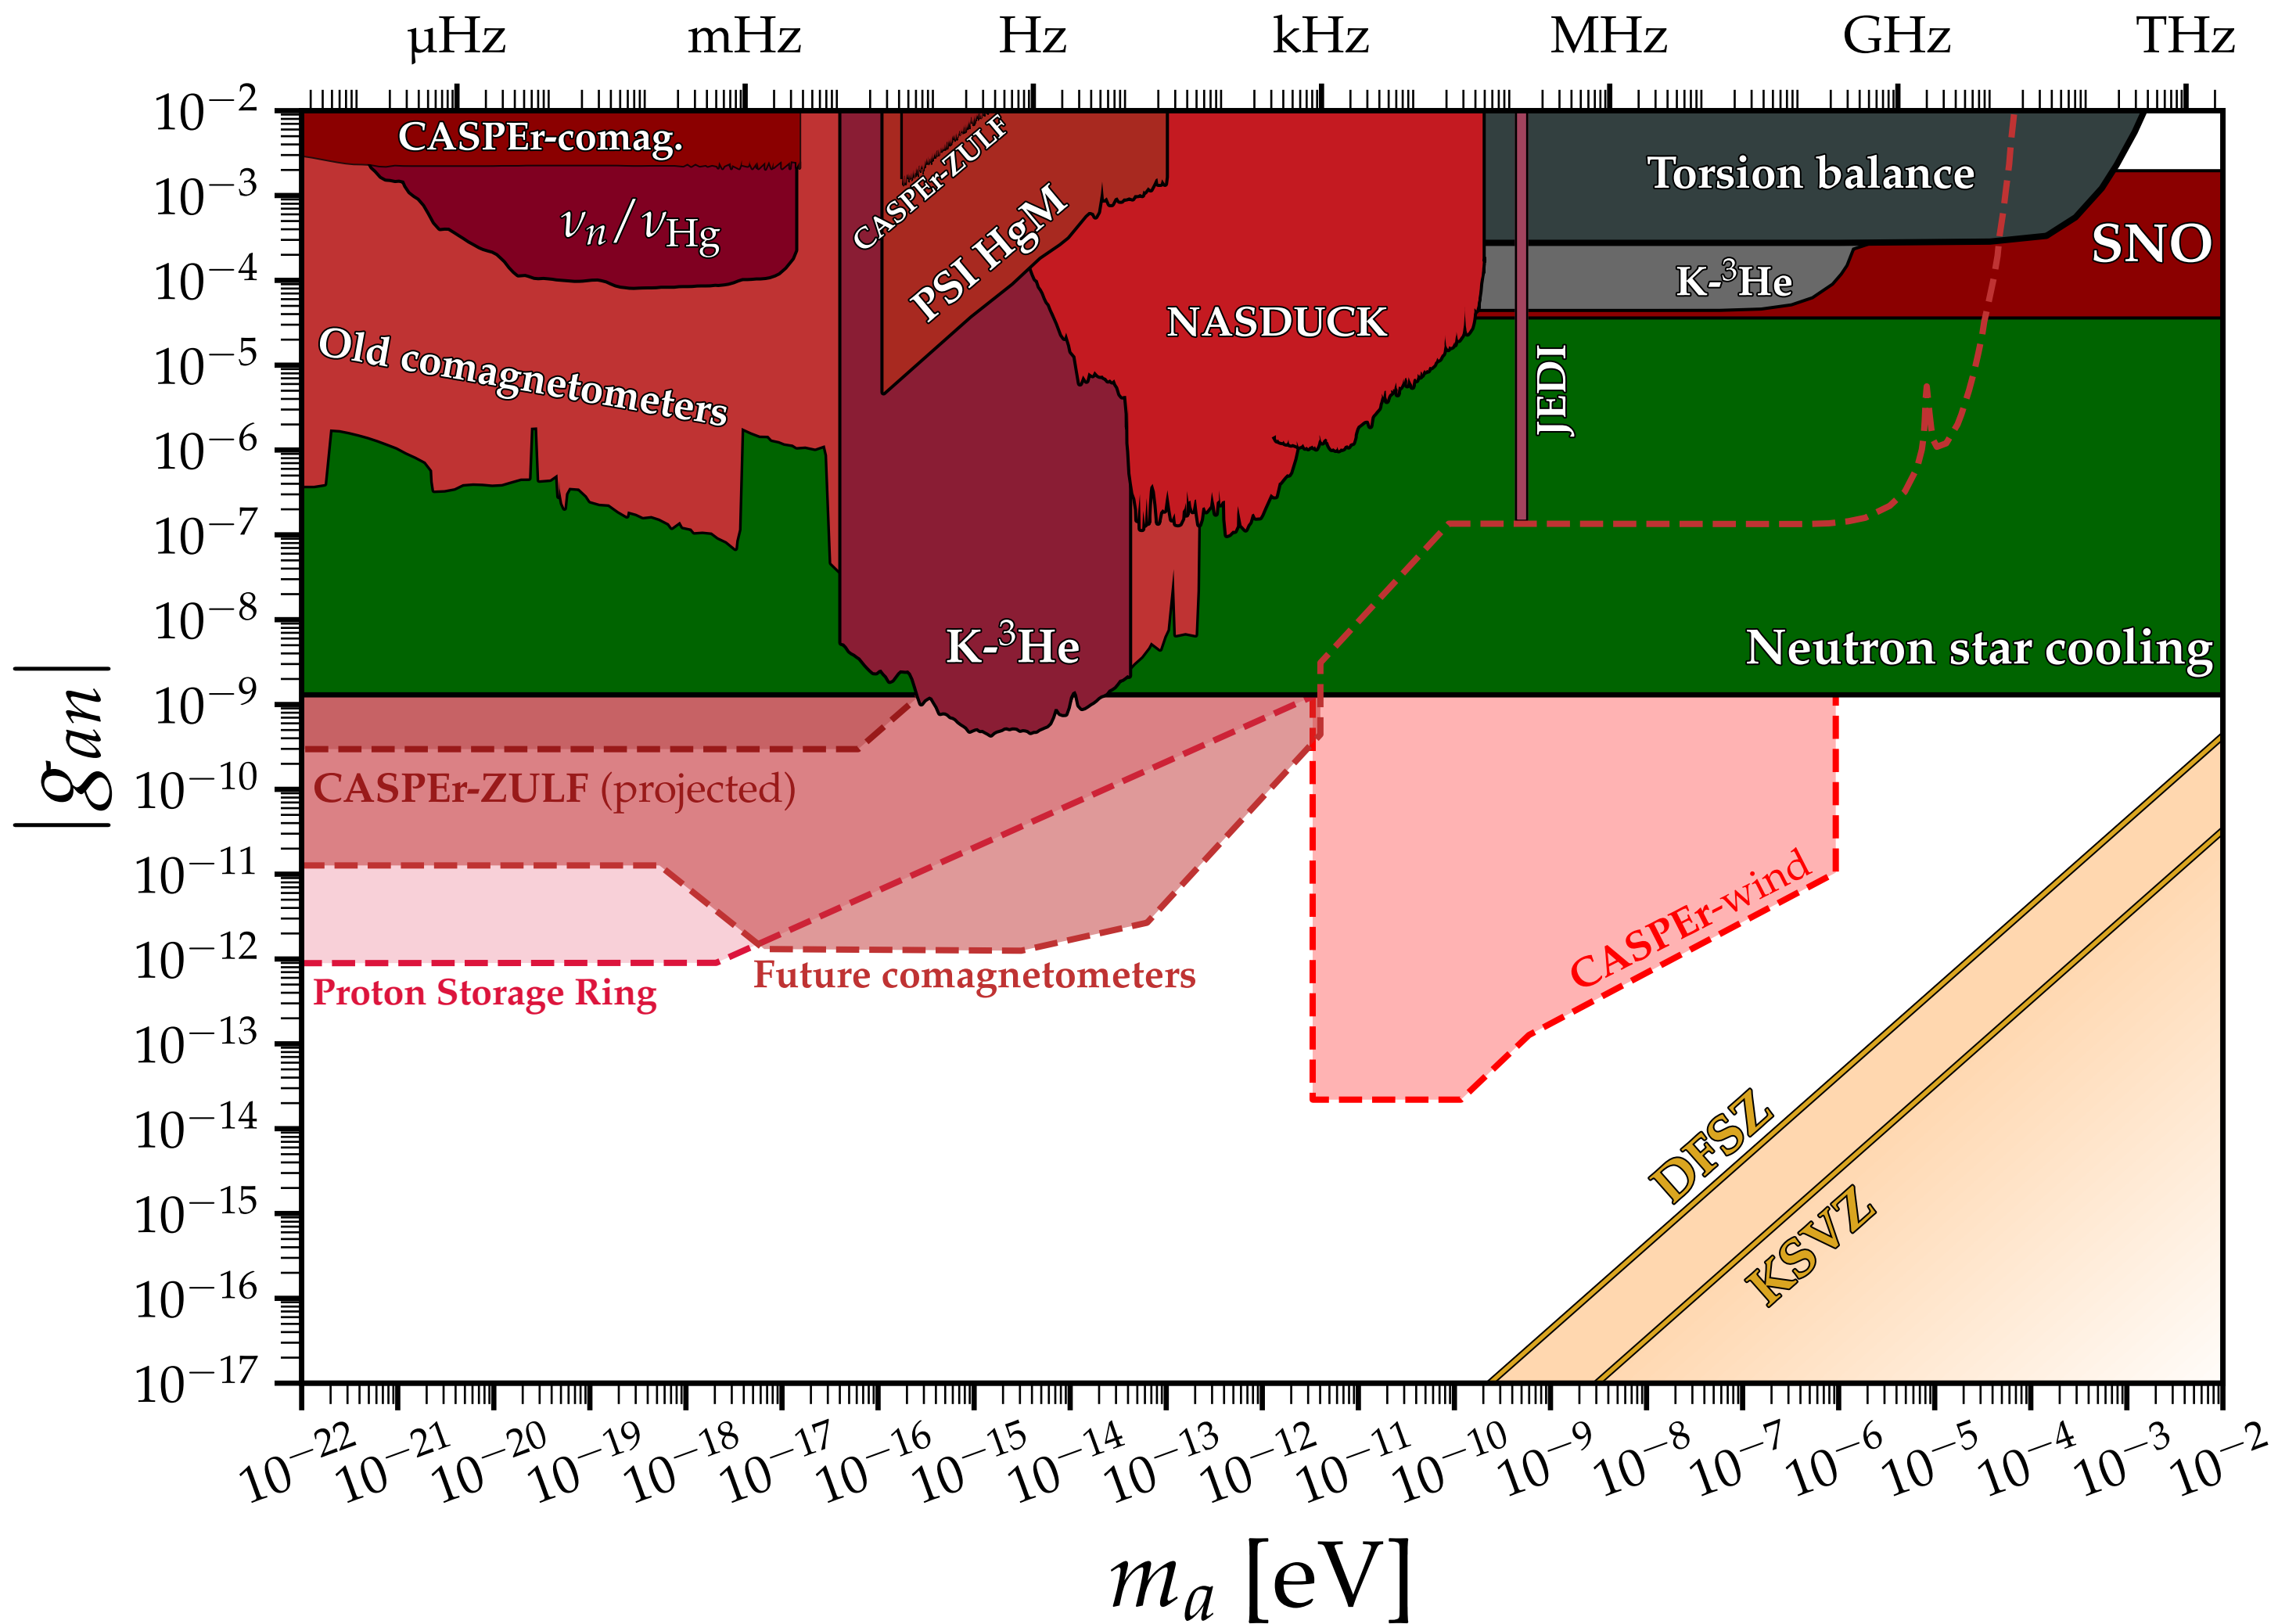 μHz mHz Hz kHz MHz GHz THz
10⁻²
10⁻³
10⁻⁴
10⁻⁵
10⁻⁶
10⁻⁷
10⁻⁸
10⁻⁹
10⁻¹⁰
10⁻¹¹
10⁻¹²
10⁻¹³
10⁻¹⁴
10⁻¹⁵
10⁻¹⁶
10⁻¹⁷
|gₐₙ|
CASPEr-comag.
νₙ/ν_Hg
Old comagnetometers
CASPEr-ZULF
PSI HgM
NASDUCK
K-³He
JEDI
Torsion balance
K-³He
SNO
Neutron star cooling
CASPEr-ZULF (projected)
Proton Storage Ring
Future comagnetometers
CASPEr-wind
DFSZ
KSVZ
10⁻²² 10⁻²¹ 10⁻²⁰ 10⁻¹⁹ 10⁻¹⁸ 10⁻¹⁷ 10⁻¹⁶ 10⁻¹⁵ 10⁻¹⁴ 10⁻¹³ 10⁻¹² 10⁻¹¹ 10⁻¹⁰ 10⁻⁹ 10⁻⁸ 10⁻⁷ 10⁻⁶ 10⁻⁵ 10⁻⁴ 10⁻³ 10⁻²
mₐ [eV]